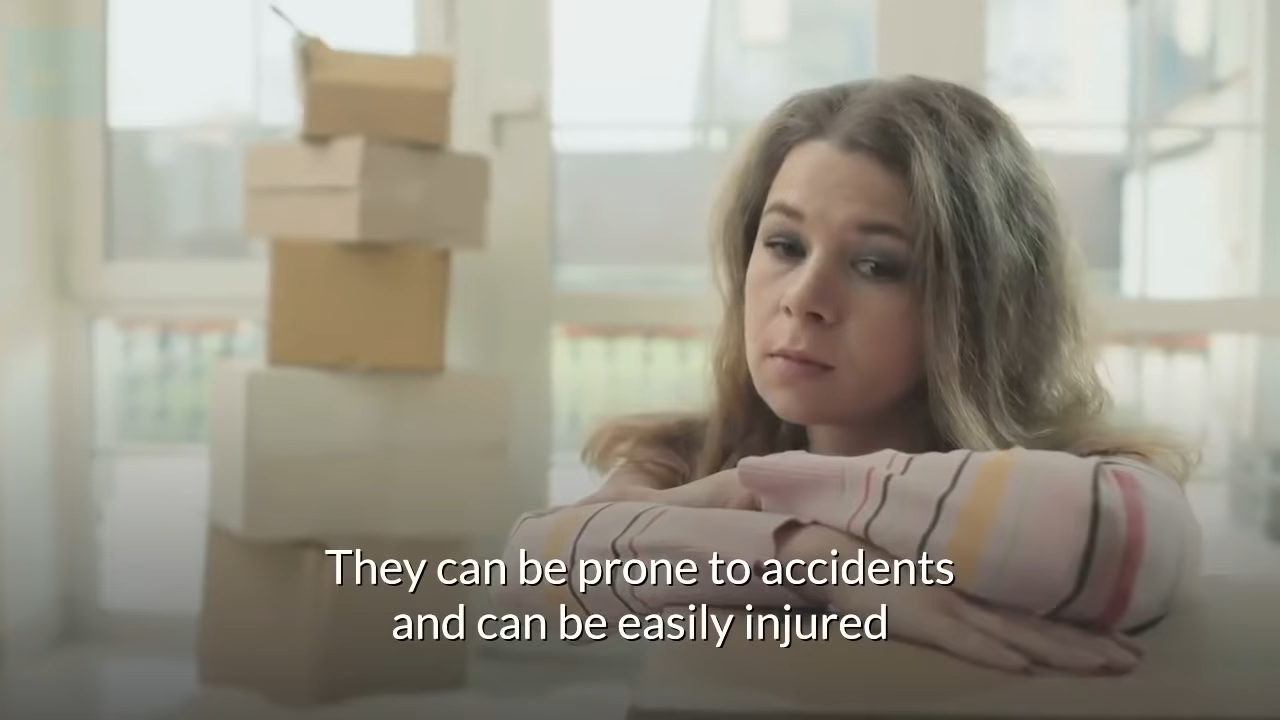 They can be prone to accidents
and can be easily injured